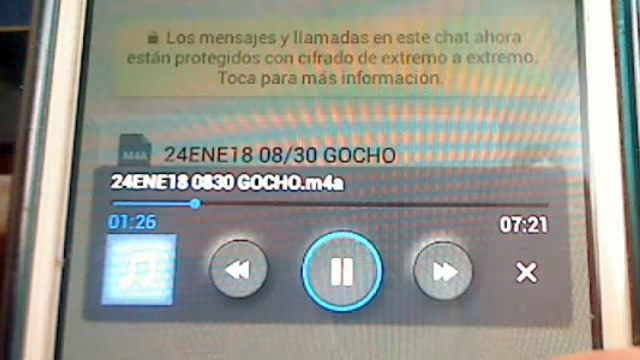 Los mensajes y llamadas en este chat ahora
están protegidos con cifrado de extremo a extremo.
Toca para más información.
M4A
24ENE18 08/30 GOCHO
24ENE18 0830 GOCHO.m4a
01:26
07:21